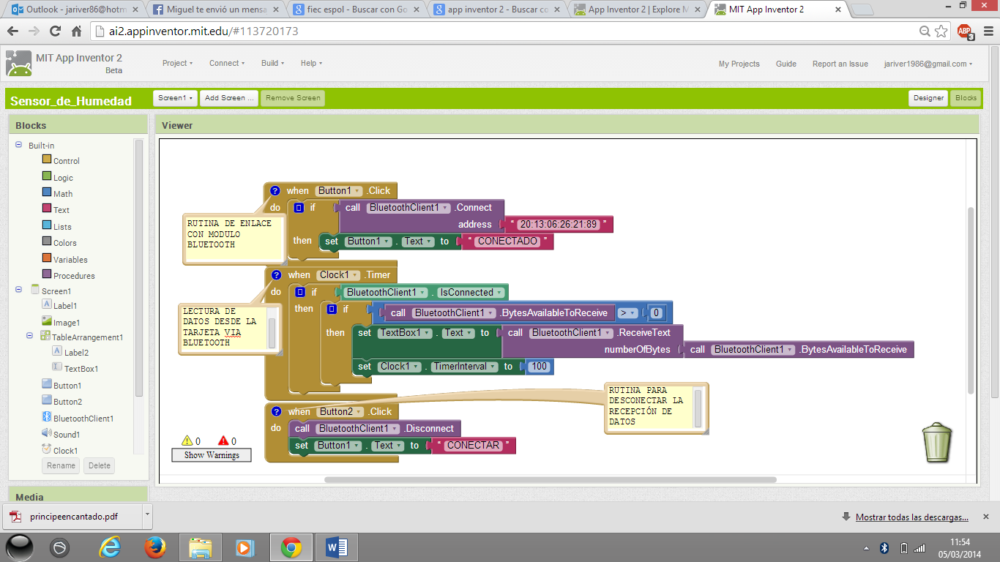 Outlook - jariver86@hotm
Miguel te envió un mensa
fiec espol - Buscar con Go
app inventor 2 - Buscar co
App Inventor 2 | Explore M
MIT App Inventor 2
ai2.appinventor.mit.edu/#113720173
ABP
3
MIT App Inventor 2
Beta
Project
Connect
Build
Help
My Projects
Guide
Report an Issue
jariver1986@gmail.com
Sensor_de_Humedad
Screen1
Add Screen ...
Remove Screen
Designer
Blocks
Blocks
Built-in
Control
Logic
Math
Text
Lists
Colors
Variables
Procedures
Screen1
Label1
Image1
TableArrangement1
Label2
TextBox1
Button1
Button2
BluetoothClient1
Sound1
Clock1
Rename
Delete
Media
Viewer
? when Button1 .Click
do if call BluetoothClient1 .Connect
address “ 20:13:06:26:21:89 ”
then set Button1 . Text to “ CONECTADO ”
RUTINA DE ENLACE
CON MODULO
BLUETOOTH
? when Clock1 .Timer
do if BluetoothClient1 . IsConnected
then if call BluetoothClient1 .BytesAvailableToReceive > 0
then set TextBox1 . Text to call BluetoothClient1 .ReceiveText
numberOfBytes call BluetoothClient1 .BytesAvailableToReceive
set Clock1 . TimerInterval to 100
LECTURA DE
DATOS DESDE LA
TARJETA VIA
BLUETOOTH
? when Button2 .Click
do call BluetoothClient1 .Disconnect
set Button1 . Text to “ CONECTAR ”
RUTINA PARA
DESCONECTAR LA
RECEPCIÓN DE
DATOS
0 0
Show Warnings
principeencantado.pdf
Mostrar todas las descargas...
11:54
05/03/2014